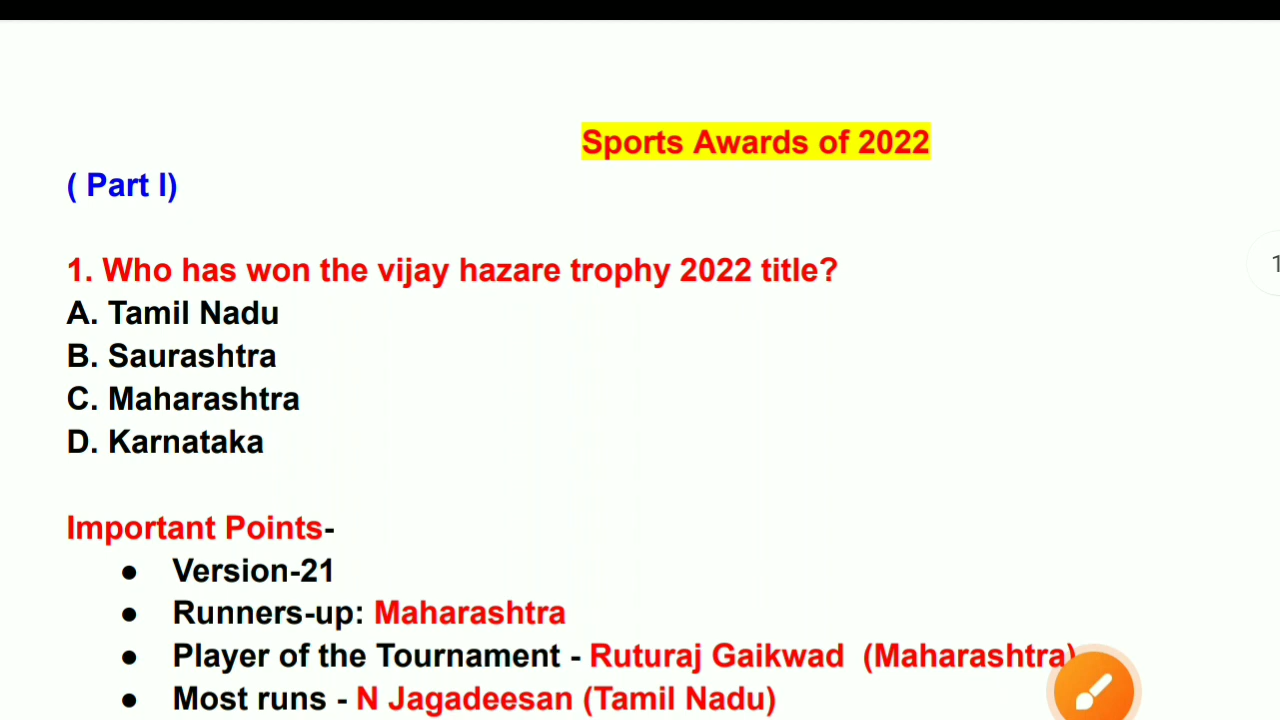 Sports Awards of 2022
( Part I)
1. Who has won the vijay hazare trophy 2022 title?
A. Tamil Nadu
B. Saurashtra
C. Maharashtra
D. Karnataka
Important Points-
● Version-21
● Runners-up: Maharashtra
● Player of the Tournament - Ruturaj Gaikwad (Maharashtra)
● Most runs - N Jagadeesan (Tamil Nadu)
1